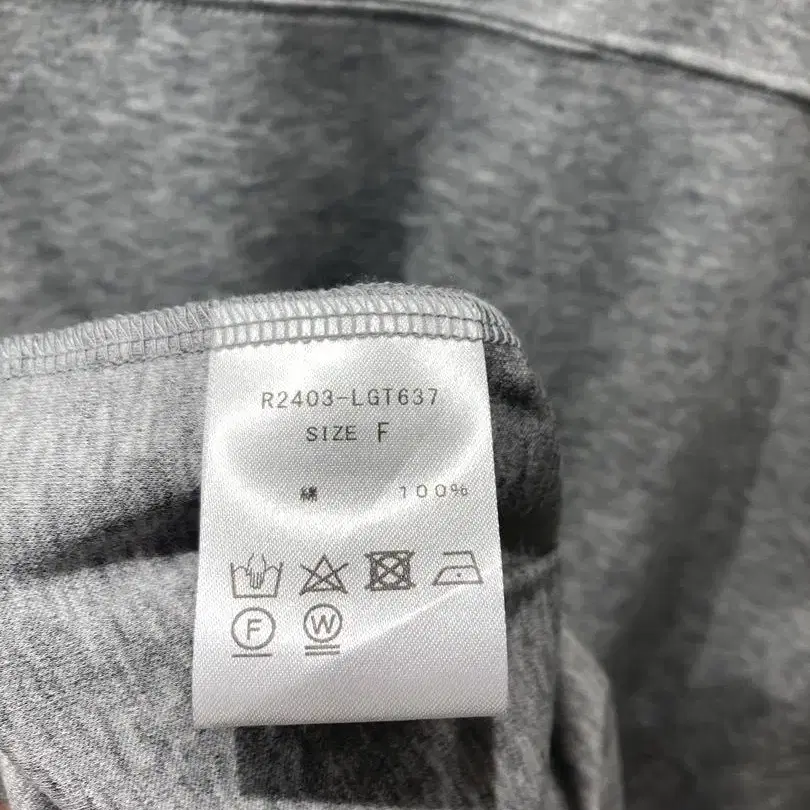 R2403-LGT637
SIZE F
綿 100%
F W